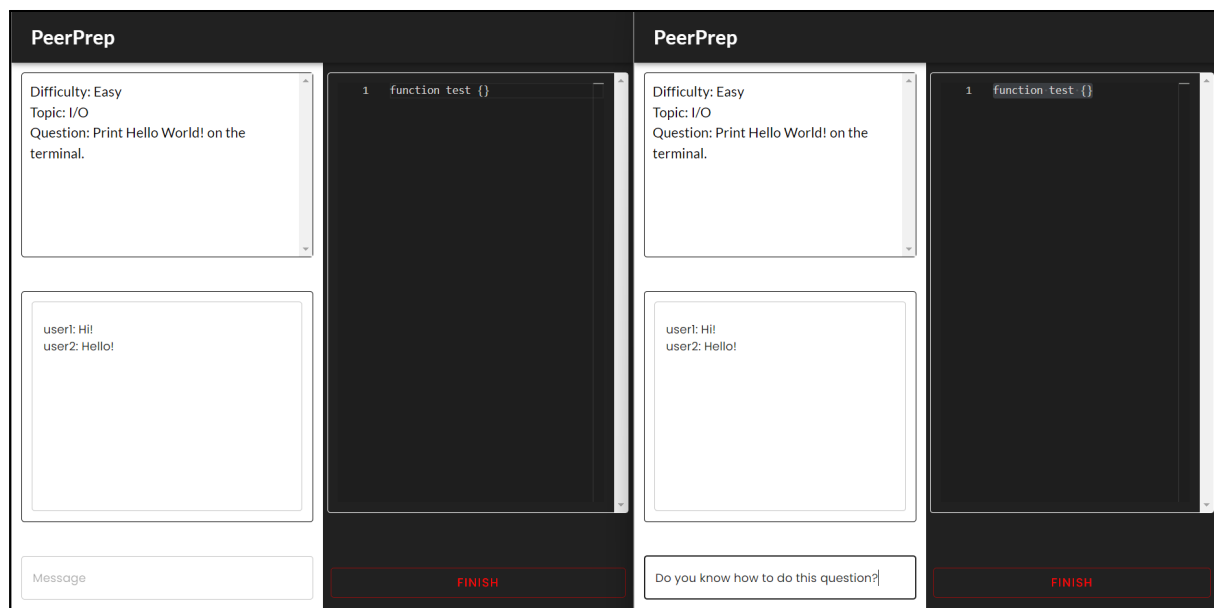 PeerPrep
Difficulty: Easy
Topic: I/O
Question: Print Hello World! on the
terminal.
user1: Hi!
user2: Hello!
Message
1 function test {}
FINISH
PeerPrep
Difficulty: Easy
Topic: I/O
Question: Print Hello World! on the
terminal.
user1: Hi!
user2: Hello!
Do you know how to do this question?
1 function test {}
FINISH